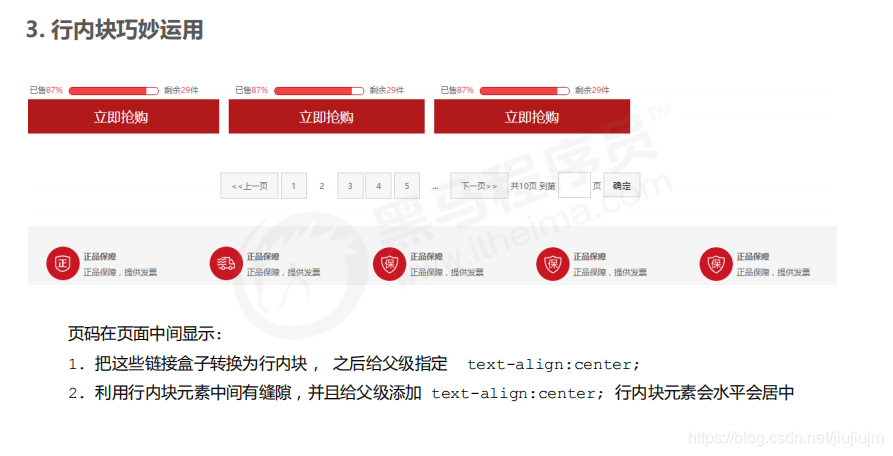 3. 行内块巧妙运用
已售87% 剩余29件 已售87% 剩余29件 已售87% 剩余29件
立即抢购 立即抢购 立即抢购
<<上一页 1 2 3 4 5 ... 下一页>> 共10页 到第 页 确定
黑马程序员™
www.itheima.com
正 正品保障 正品保障 保 正品保障 保 正品保障 保 正品保障
正品保障，提供发票 正品保障，提供发票 正品保障，提供发票 正品保障，提供发票 正品保障，提供发票
页码在页面中间显示：
1. 把这些链接盒子转换为行内块， 之后给父级指定 text-align:center;
2. 利用行内块元素中间有缝隙，并且给父级添加 text-align:center; 行内块元素会水平会居中
https://blog.csdn.net/jiujiujm